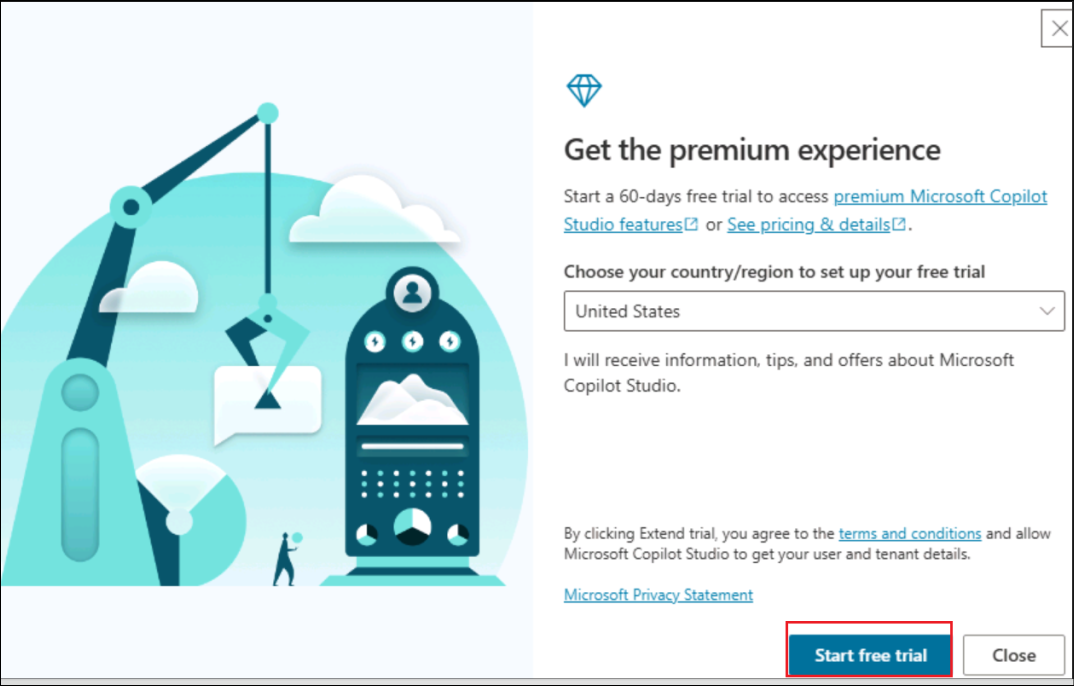 Get the premium experience
Start a 60-days free trial to access premium Microsoft Copilot
Studio features or See pricing & details.
Choose your country/region to set up your free trial
United States
I will receive information, tips, and offers about Microsoft
Copilot Studio.
By clicking Extend trial, you agree to the terms and conditions and allow
Microsoft Copilot Studio to get your user and tenant details.
Microsoft Privacy Statement
Start free trial
Close